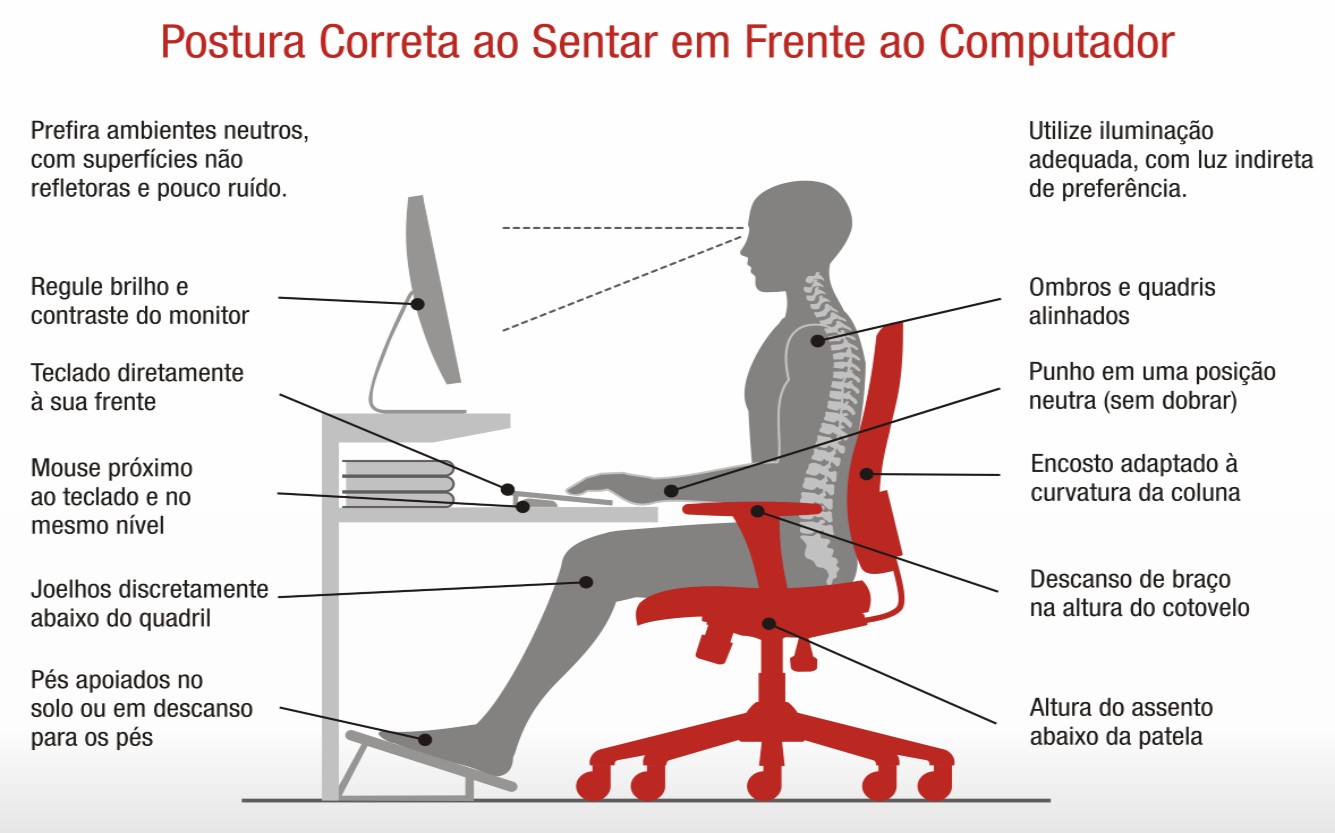 Postura Correta ao Sentar em Frente ao Computador
Prefira ambientes neutros,
com superfícies não
refletoras e pouco ruído.
Regule brilho e
contraste do monitor
Teclado diretamente
à sua frente
Mouse próximo
ao teclado e no
mesmo nível
Joelhos discretamente
abaixo do quadril
Pés apoiados no
solo ou em descanso
para os pés
Utilize iluminação
adequada, com luz indireta
de preferência.
Ombros e quadris
alinhados
Punho em uma posição
neutra (sem dobrar)
Encosto adaptado à
curvatura da coluna
Descanso de braço
na altura do cotovelo
Altura do assento
abaixo da patela